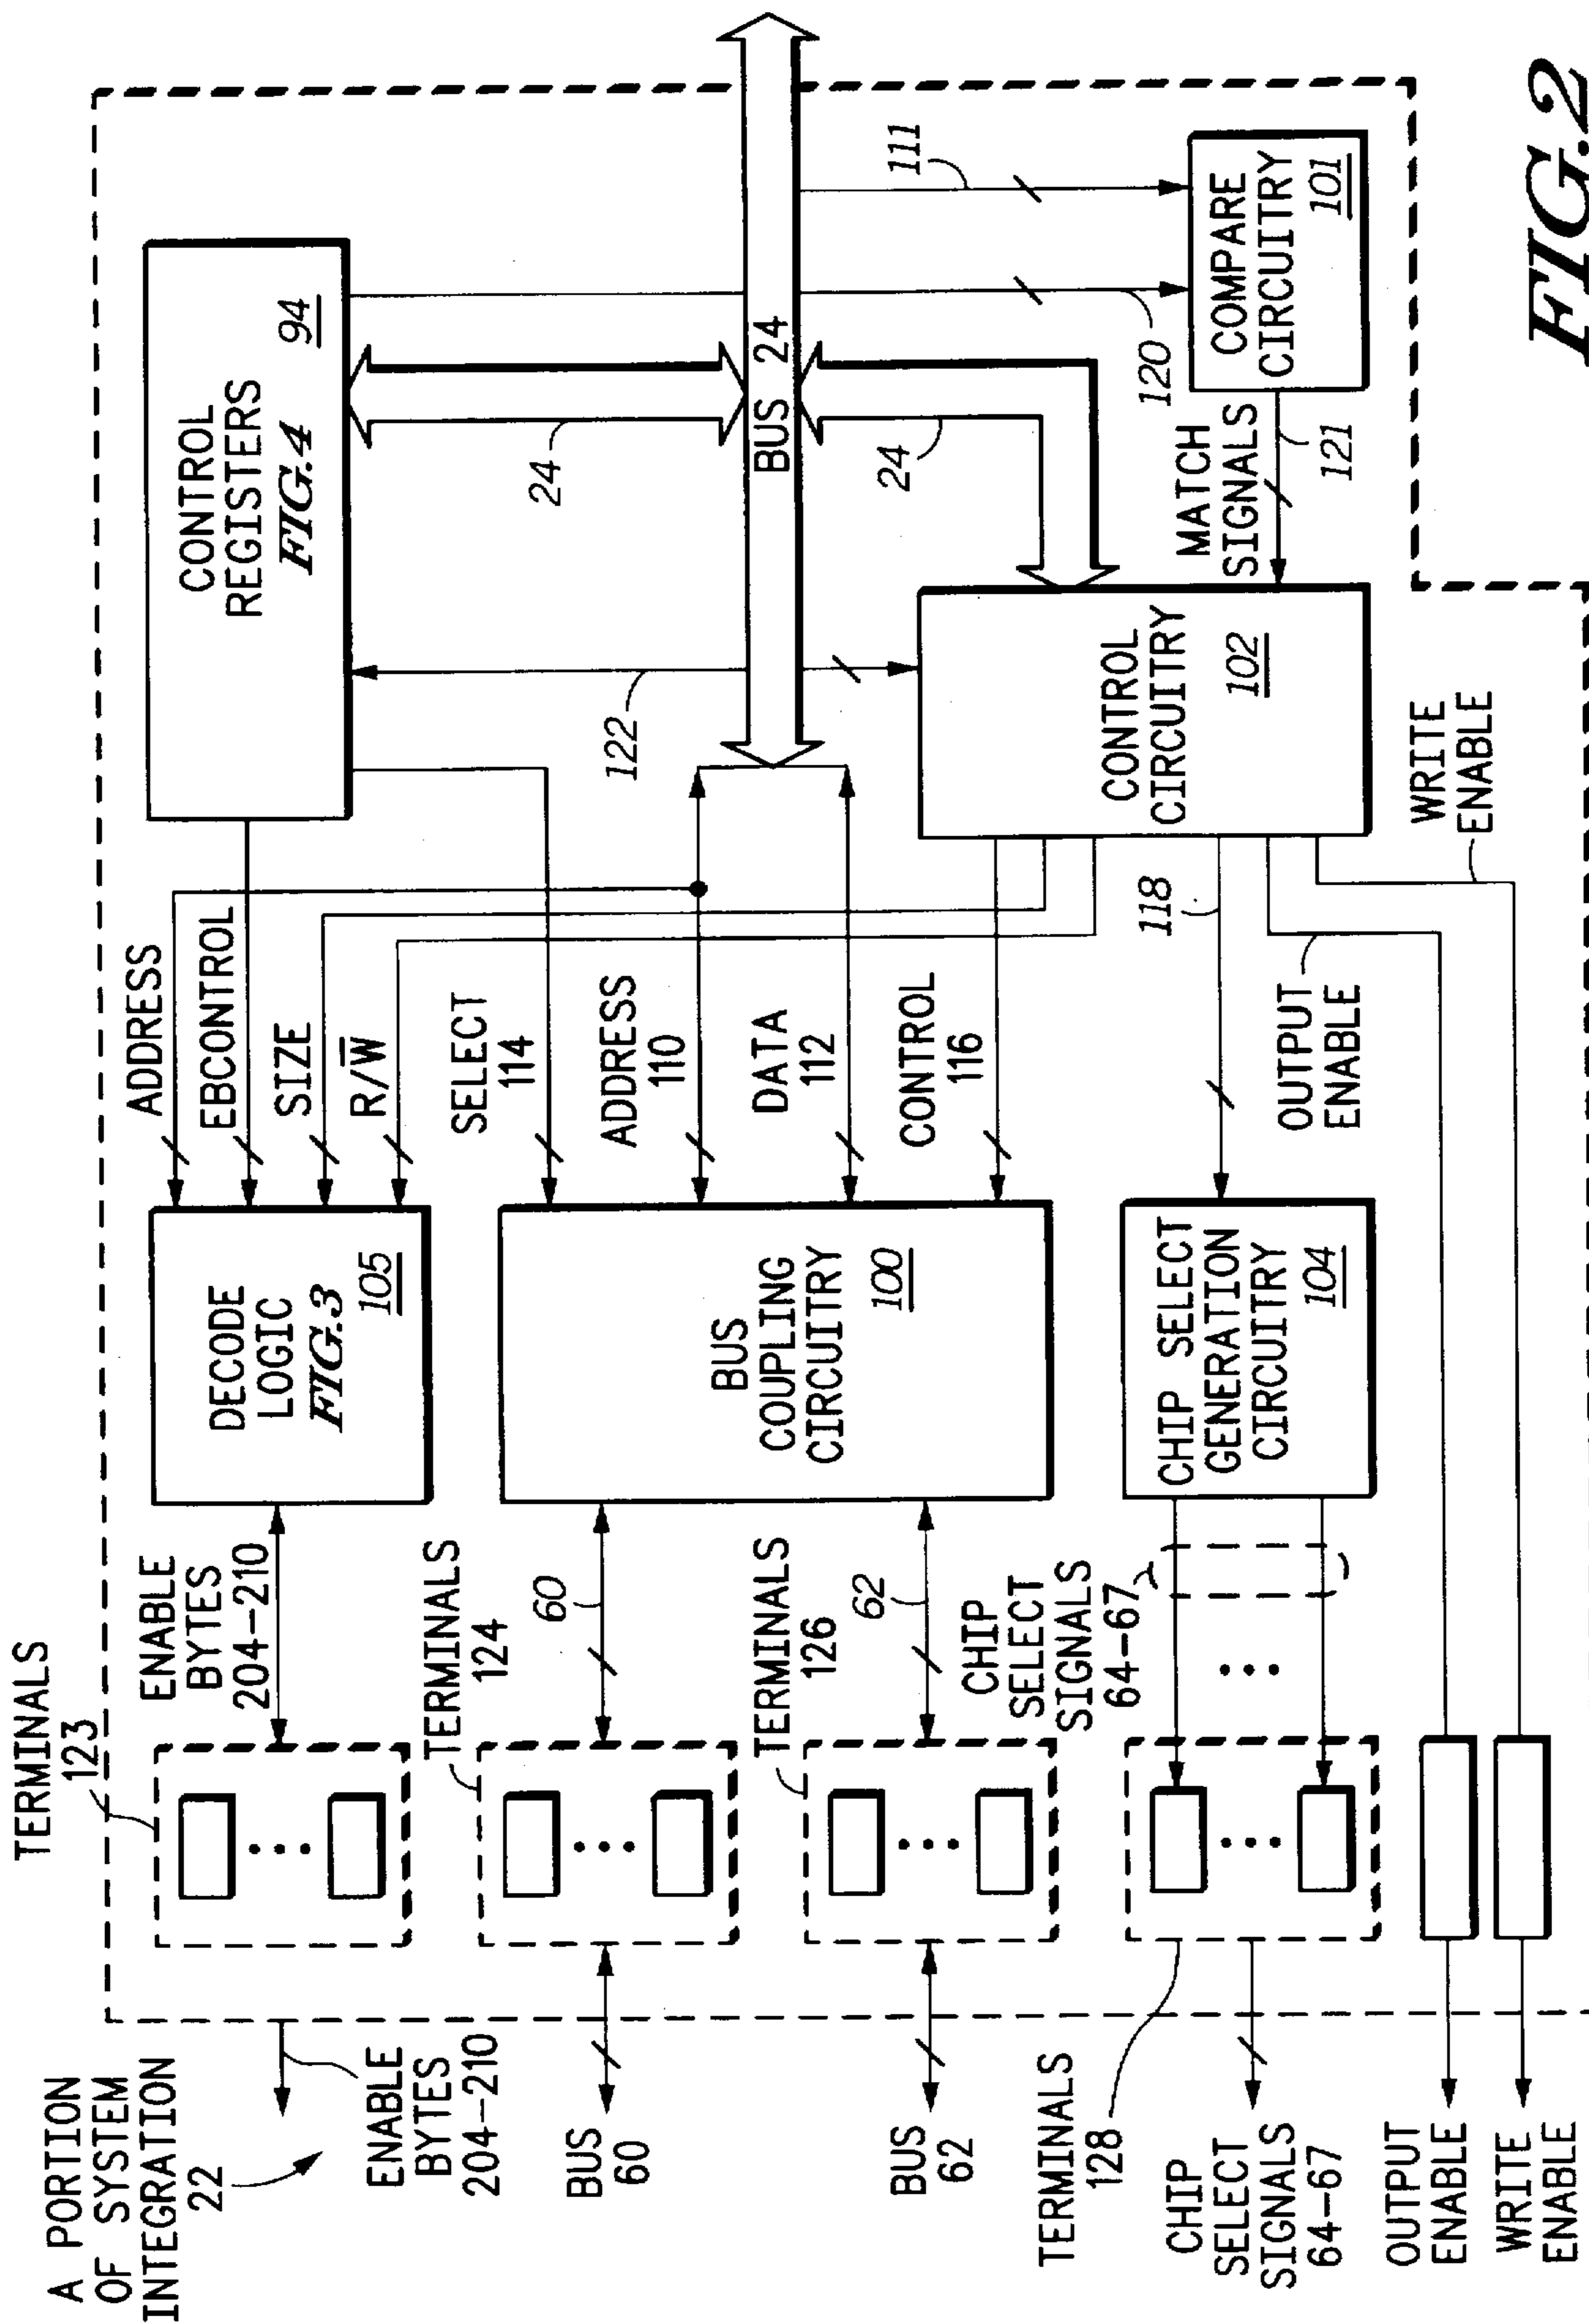 A PORTION
OF SYSTEM
INTEGRATION
22
TERMINALS
123
ENABLE
BYTES
204-210
ENABLE
BYTES
204-210
DECODE
LOGIC
FIG.3
105
ADDRESS
EBCONTROL
SIZE
R/W̅
CONTROL
REGISTERS
FIG.4
94
BUS
60
TERMINALS
124
60
BUS
COUPLING
CIRCUITRY
100
SELECT
114
ADDRESS
110
DATA
112
CONTROL
116
122
24
BUS 24
24
111
120
BUS
62
TERMINALS
126
62
TERMINALS
128
CHIP
SELECT
SIGNALS
64-67
CHIP
SELECT
SIGNALS
64-67
CHIP SELECT
GENERATION
CIRCUITRY
104
118
CONTROL
CIRCUITRY
102
MATCH
SIGNALS
121
COMPARE
CIRCUITRY
101
OUTPUT
ENABLE
OUTPUT
ENABLE
WRITE
ENABLE
WRITE
ENABLE
FIG.2